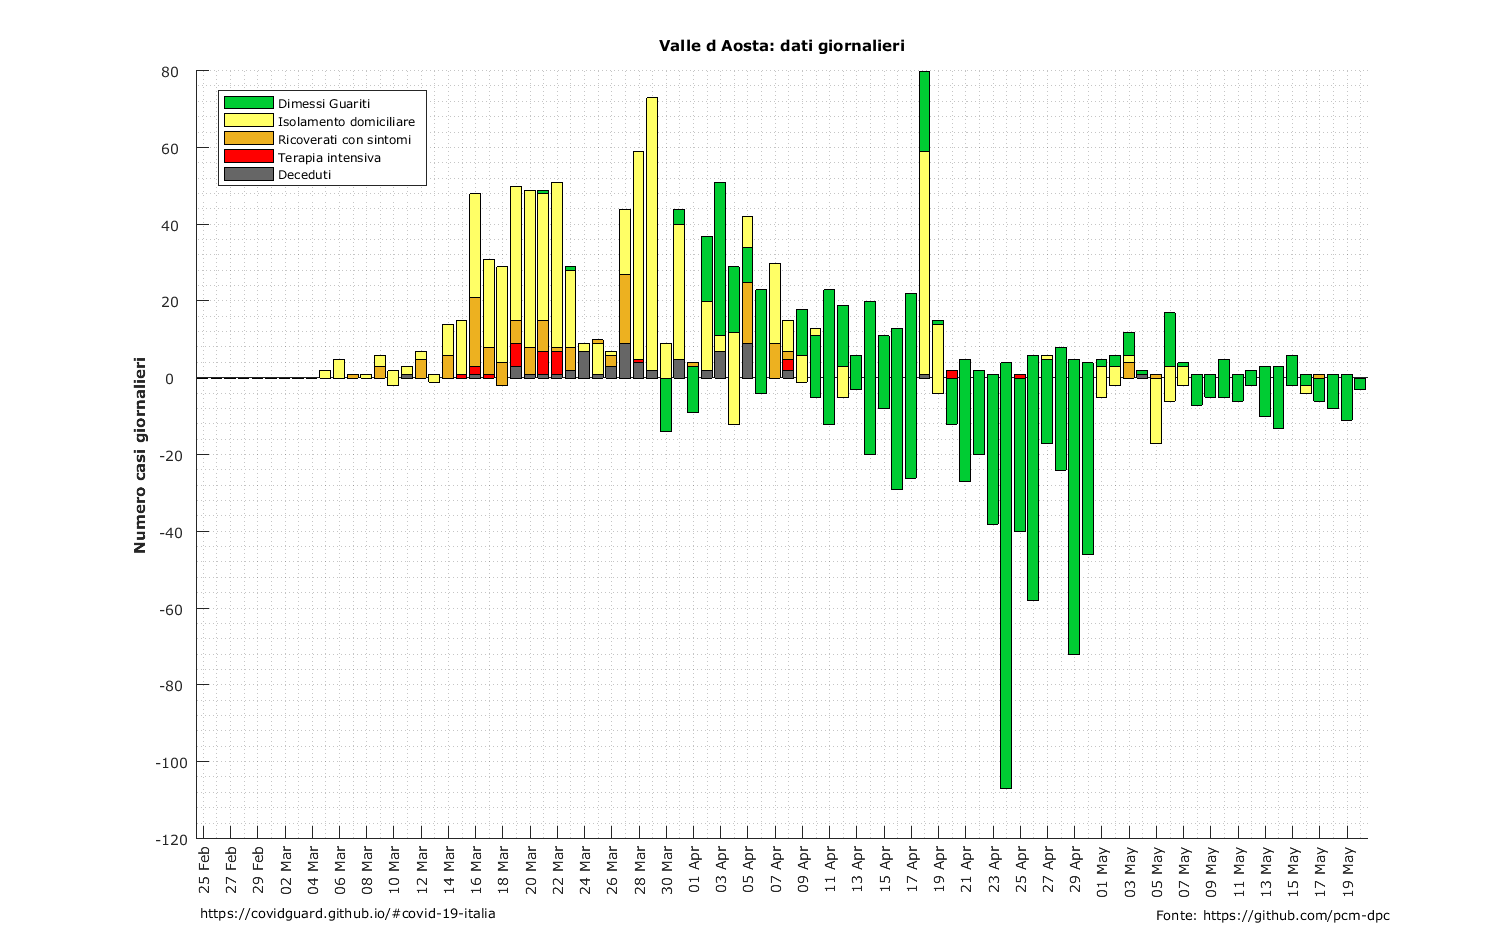 Valle d Aosta: dati giornalieri
Dimessi Guariti
Isolamento domiciliare
Ricoverati con sintomi
Terapia intensiva
Deceduti
Numero casi giornalieri
80
60
40
20
0
-20
-40
-60
-80
-100
-120
25 Feb
27 Feb
29 Feb
02 Mar
04 Mar
06 Mar
08 Mar
10 Mar
12 Mar
14 Mar
16 Mar
18 Mar
20 Mar
22 Mar
24 Mar
26 Mar
28 Mar
30 Mar
01 Apr
03 Apr
05 Apr
07 Apr
09 Apr
11 Apr
13 Apr
15 Apr
17 Apr
19 Apr
21 Apr
23 Apr
25 Apr
27 Apr
29 Apr
01 May
03 May
05 May
07 May
09 May
11 May
13 May
15 May
17 May
19 May
https://covidguard.github.io/#covid-19-italia
Fonte: https://github.com/pcm-dpc